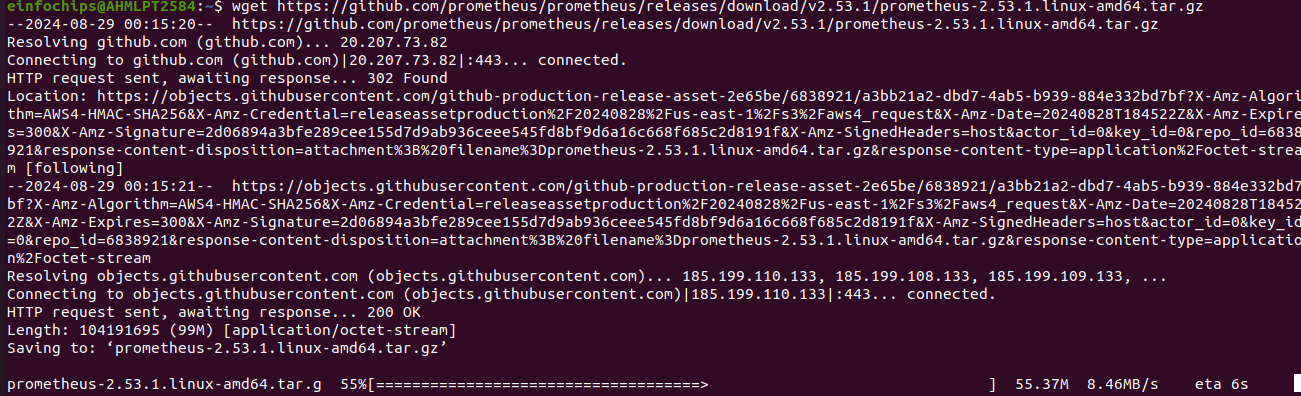 einfochips@AHMLPT2584:~$ wget https://github.com/prometheus/prometheus/releases/download/v2.53.1/prometheus-2.53.1.linux-amd64.tar.gz
--2024-08-29 00:15:20--  https://github.com/prometheus/prometheus/releases/download/v2.53.1/prometheus-2.53.1.linux-amd64.tar.gz
Resolving github.com (github.com)... 20.207.73.82
Connecting to github.com (github.com)|20.207.73.82|:443... connected.
HTTP request sent, awaiting response... 302 Found
Location: https://objects.githubusercontent.com/github-production-release-asset-2e65be/6838921/a3bb21a2-dbd7-4ab5-b939-884e332bd7bf?X-Amz-Algori
thm=AWS4-HMAC-SHA256&X-Amz-Credential=releaseassetproduction%2F20240828%2Fus-east-1%2Fs3%2Faws4_request&X-Amz-Date=20240828T184522Z&X-Amz-Expire
s=300&X-Amz-Signature=2d06894a3bfe289cee155d7d9ab936ceee545fd8bf9d6a16c668f685c2d8191f&X-Amz-SignedHeaders=host&actor_id=0&key_id=0&repo_id=6838
921&response-content-disposition=attachment%3B%20filename%3Dprometheus-2.53.1.linux-amd64.tar.gz&response-content-type=application%2Foctet-strea
m [following]
--2024-08-29 00:15:21--  https://objects.githubusercontent.com/github-production-release-asset-2e65be/6838921/a3bb21a2-dbd7-4ab5-b939-884e332bd7
bf?X-Amz-Algorithm=AWS4-HMAC-SHA256&X-Amz-Credential=releaseassetproduction%2F20240828%2Fus-east-1%2Fs3%2Faws4_request&X-Amz-Date=20240828T18452
2Z&X-Amz-Expires=300&X-Amz-Signature=2d06894a3bfe289cee155d7d9ab936ceee545fd8bf9d6a16c668f685c2d8191f&X-Amz-SignedHeaders=host&actor_id=0&key_id
=0&repo_id=6838921&response-content-disposition=attachment%3B%20filename%3Dprometheus-2.53.1.linux-amd64.tar.gz&response-content-type=applicatio
n%2Foctet-stream
Resolving objects.githubusercontent.com (objects.githubusercontent.com)... 185.199.110.133, 185.199.108.133, 185.199.109.133, ...
Connecting to objects.githubusercontent.com (objects.githubusercontent.com)|185.199.110.133|:443... connected.
HTTP request sent, awaiting response... 200 OK
Length: 104191695 (99M) [application/octet-stream]
Saving to: ‘prometheus-2.53.1.linux-amd64.tar.gz’
prometheus-2.53.1.linux-amd64.tar.g  55%[====================================>                                ]  55.37M  8.46MB/s    eta 6s